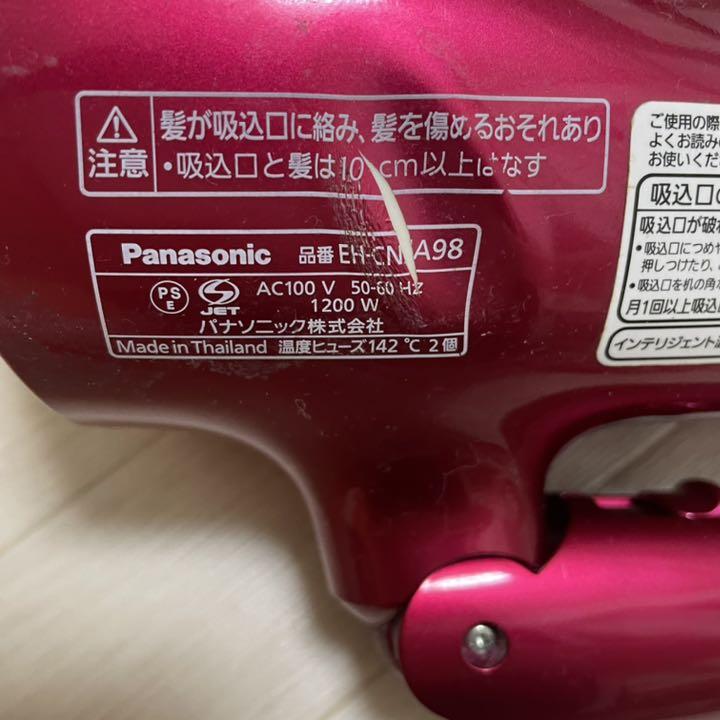 注意
髪が吸込口に絡み、髪を傷めるおそれあり
・吸込口と髪は10cm以上はなす
Panasonic 品番 EH-CNA98
PS E JET
AC100 V 50-60 Hz
1200 W
パナソニック株式会社
Made in Thailand 温度ヒューズ142 ℃ 2個
ご使用の際
よくお読み
お使いくだ
吸込口
吸込口が破
・吸込口につめや
押しつけたり、
・吸込口を机の角
月1回以上吸込
インテリジェント